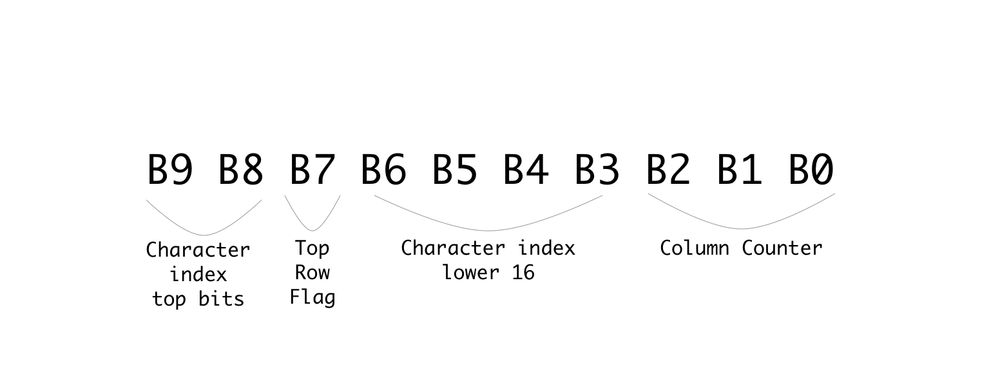 B9 B8 B7 B6 B5 B4 B3 B2 B1 B0
Character
index
top bits
Top
Row
Flag
Character index
lower 16
Column Counter